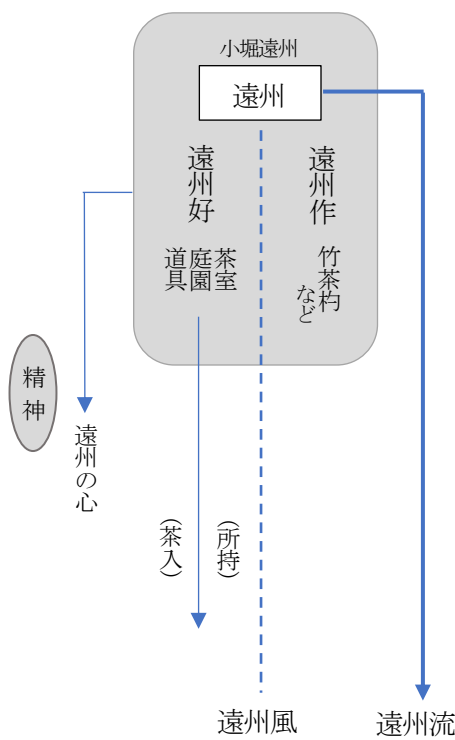 小堀遠州
遠州
遠州作
竹茶杓
など
遠州好
茶室
庭園
道具
精神
遠州の心
(所持)
(茶入)
遠州風
遠州流